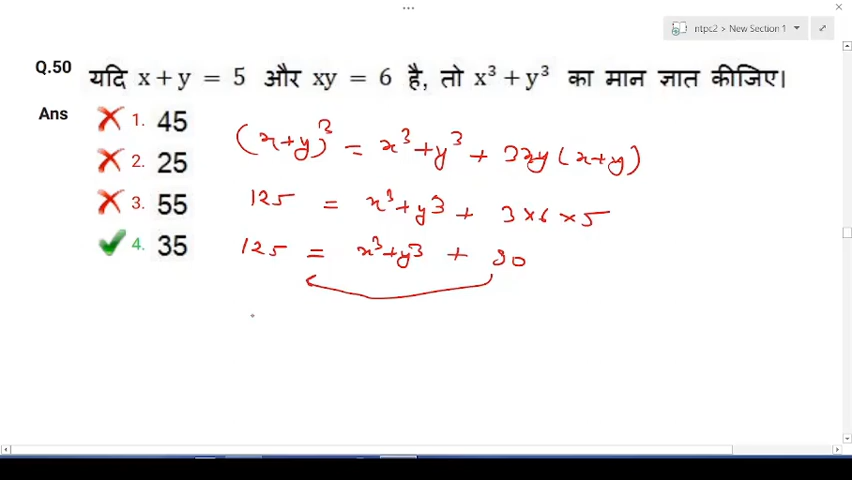 ntpc2 > New Section 1
Q.50 यदि x + y = 5 और xy = 6 है, तो x³ + y³ का मान ज्ञात कीजिए।
Ans
1. 45
2. 25
3. 55
4. 35
(x+y)³ = x³+y³ + 3xy(x+y)
125 = x³+y3 + 3×6×5
125 = x³+y3 + 90